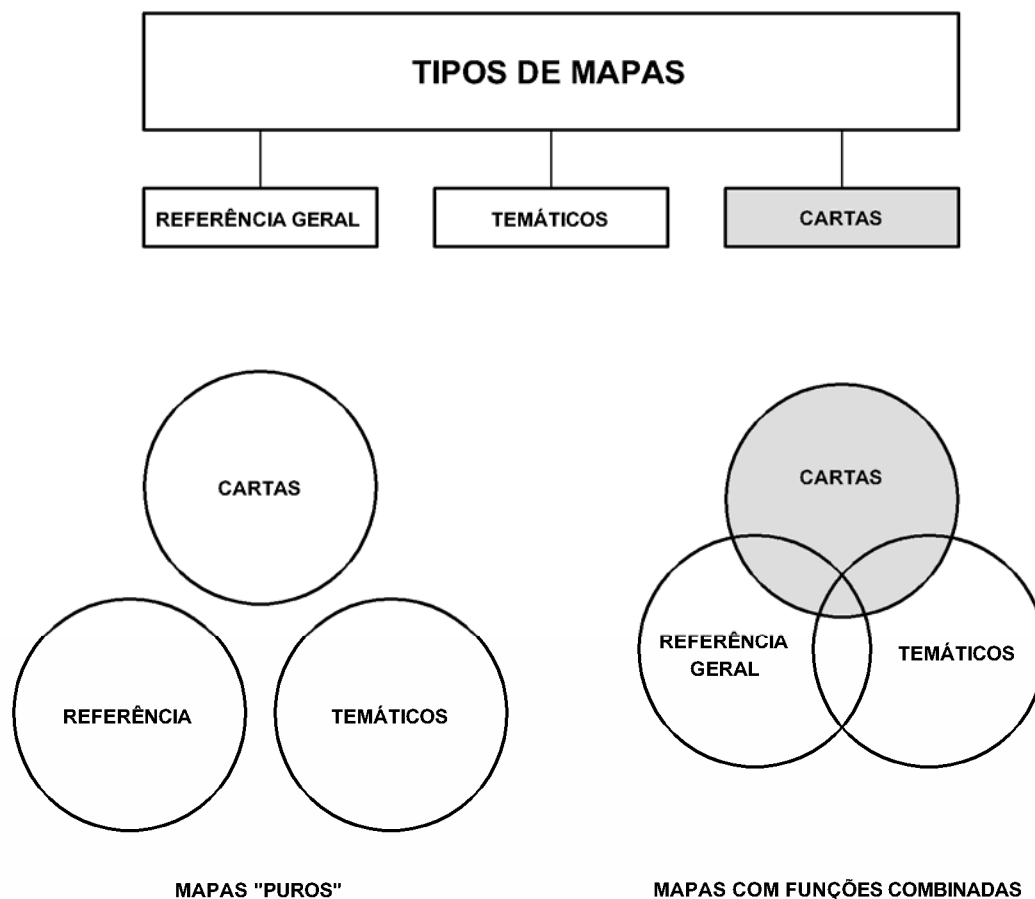 TIPOS DE MAPAS
REFERÊNCIA GERAL
TEMÁTICOS
CARTAS
CARTAS
REFERÊNCIA
TEMÁTICOS
MAPAS "PUROS"
CARTAS
REFERÊNCIA
GERAL
TEMÁTICOS
MAPAS COM FUNÇÕES COMBINADAS